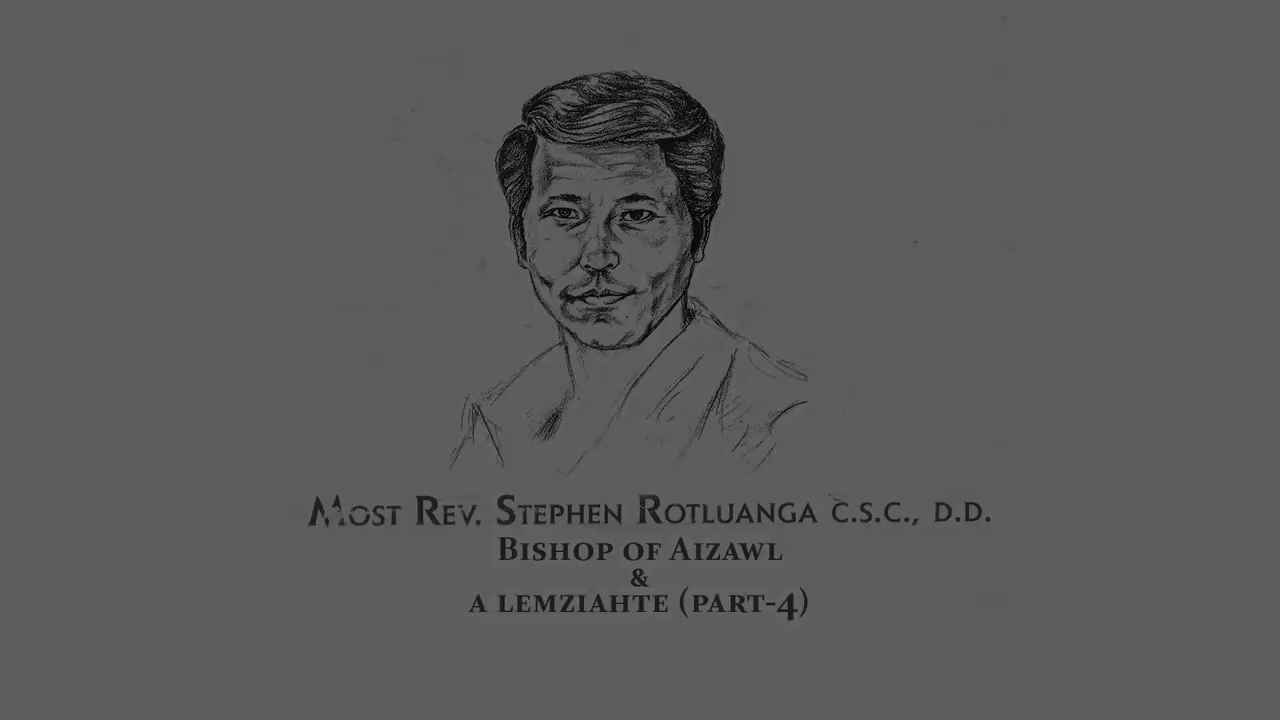 Most Rev. Stephen Rotluanga C.S.C., D.D.
Bishop of Aizawl
&
A LEMZIAHTE (PART-4)